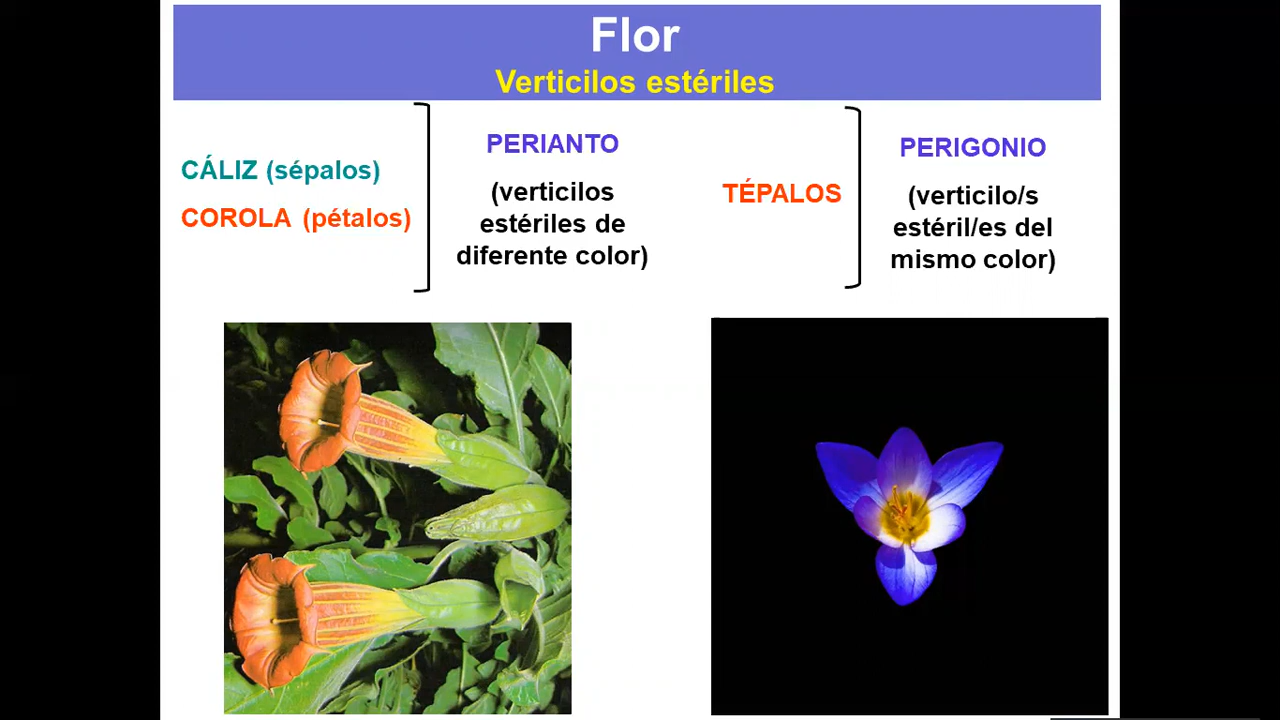 Flor
Verticilos estériles
CÁLIZ (sépalos)
COROLA (pétalos)
PERIANTO
(verticilos
estériles de
diferente color)
TÉPALOS
PERIGONIO
(verticilo/s
estéril/es del
mismo color)